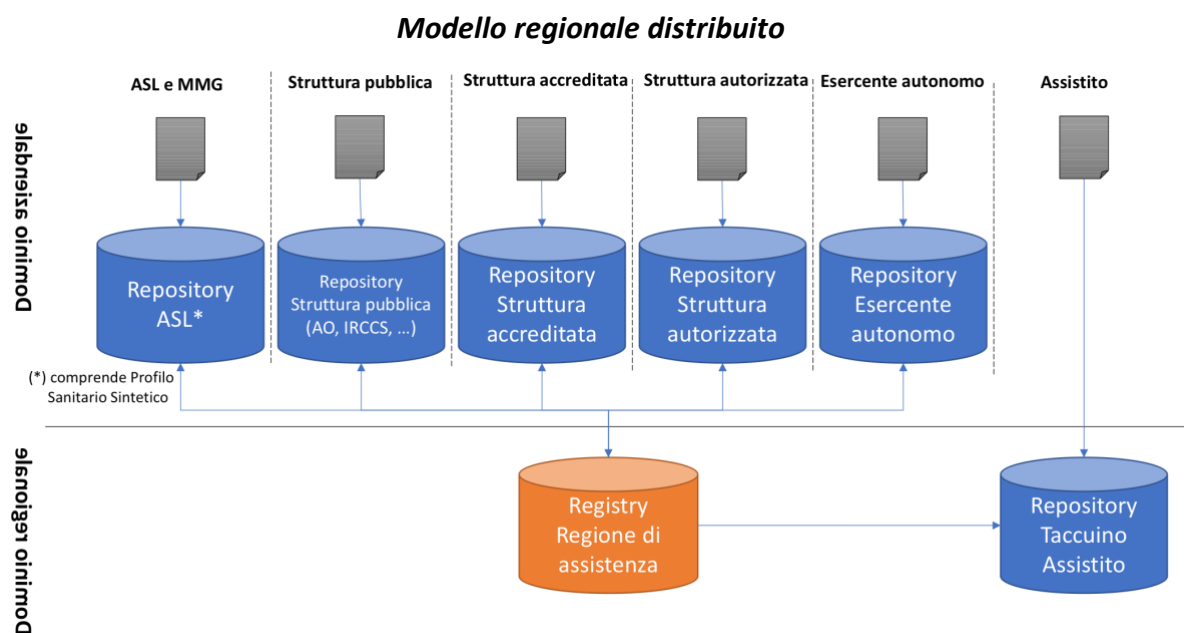 Modello regionale distribuito
ASL e MMG
Struttura pubblica
Struttura accreditata
Struttura autorizzata
Esercente autonomo
Assistito
Dominio aziendale
Repository
ASL*
Repository
Struttura pubblica
(AO, IRCCS, ...)
Repository
Struttura
accreditata
Repository
Struttura
autorizzata
Repository
Esercente
autonomo
(*) comprende Profilo
Sanitario Sintetico
Dominio regionale
Registry
Regione di
assistenza
Repository
Taccuino
Assistito